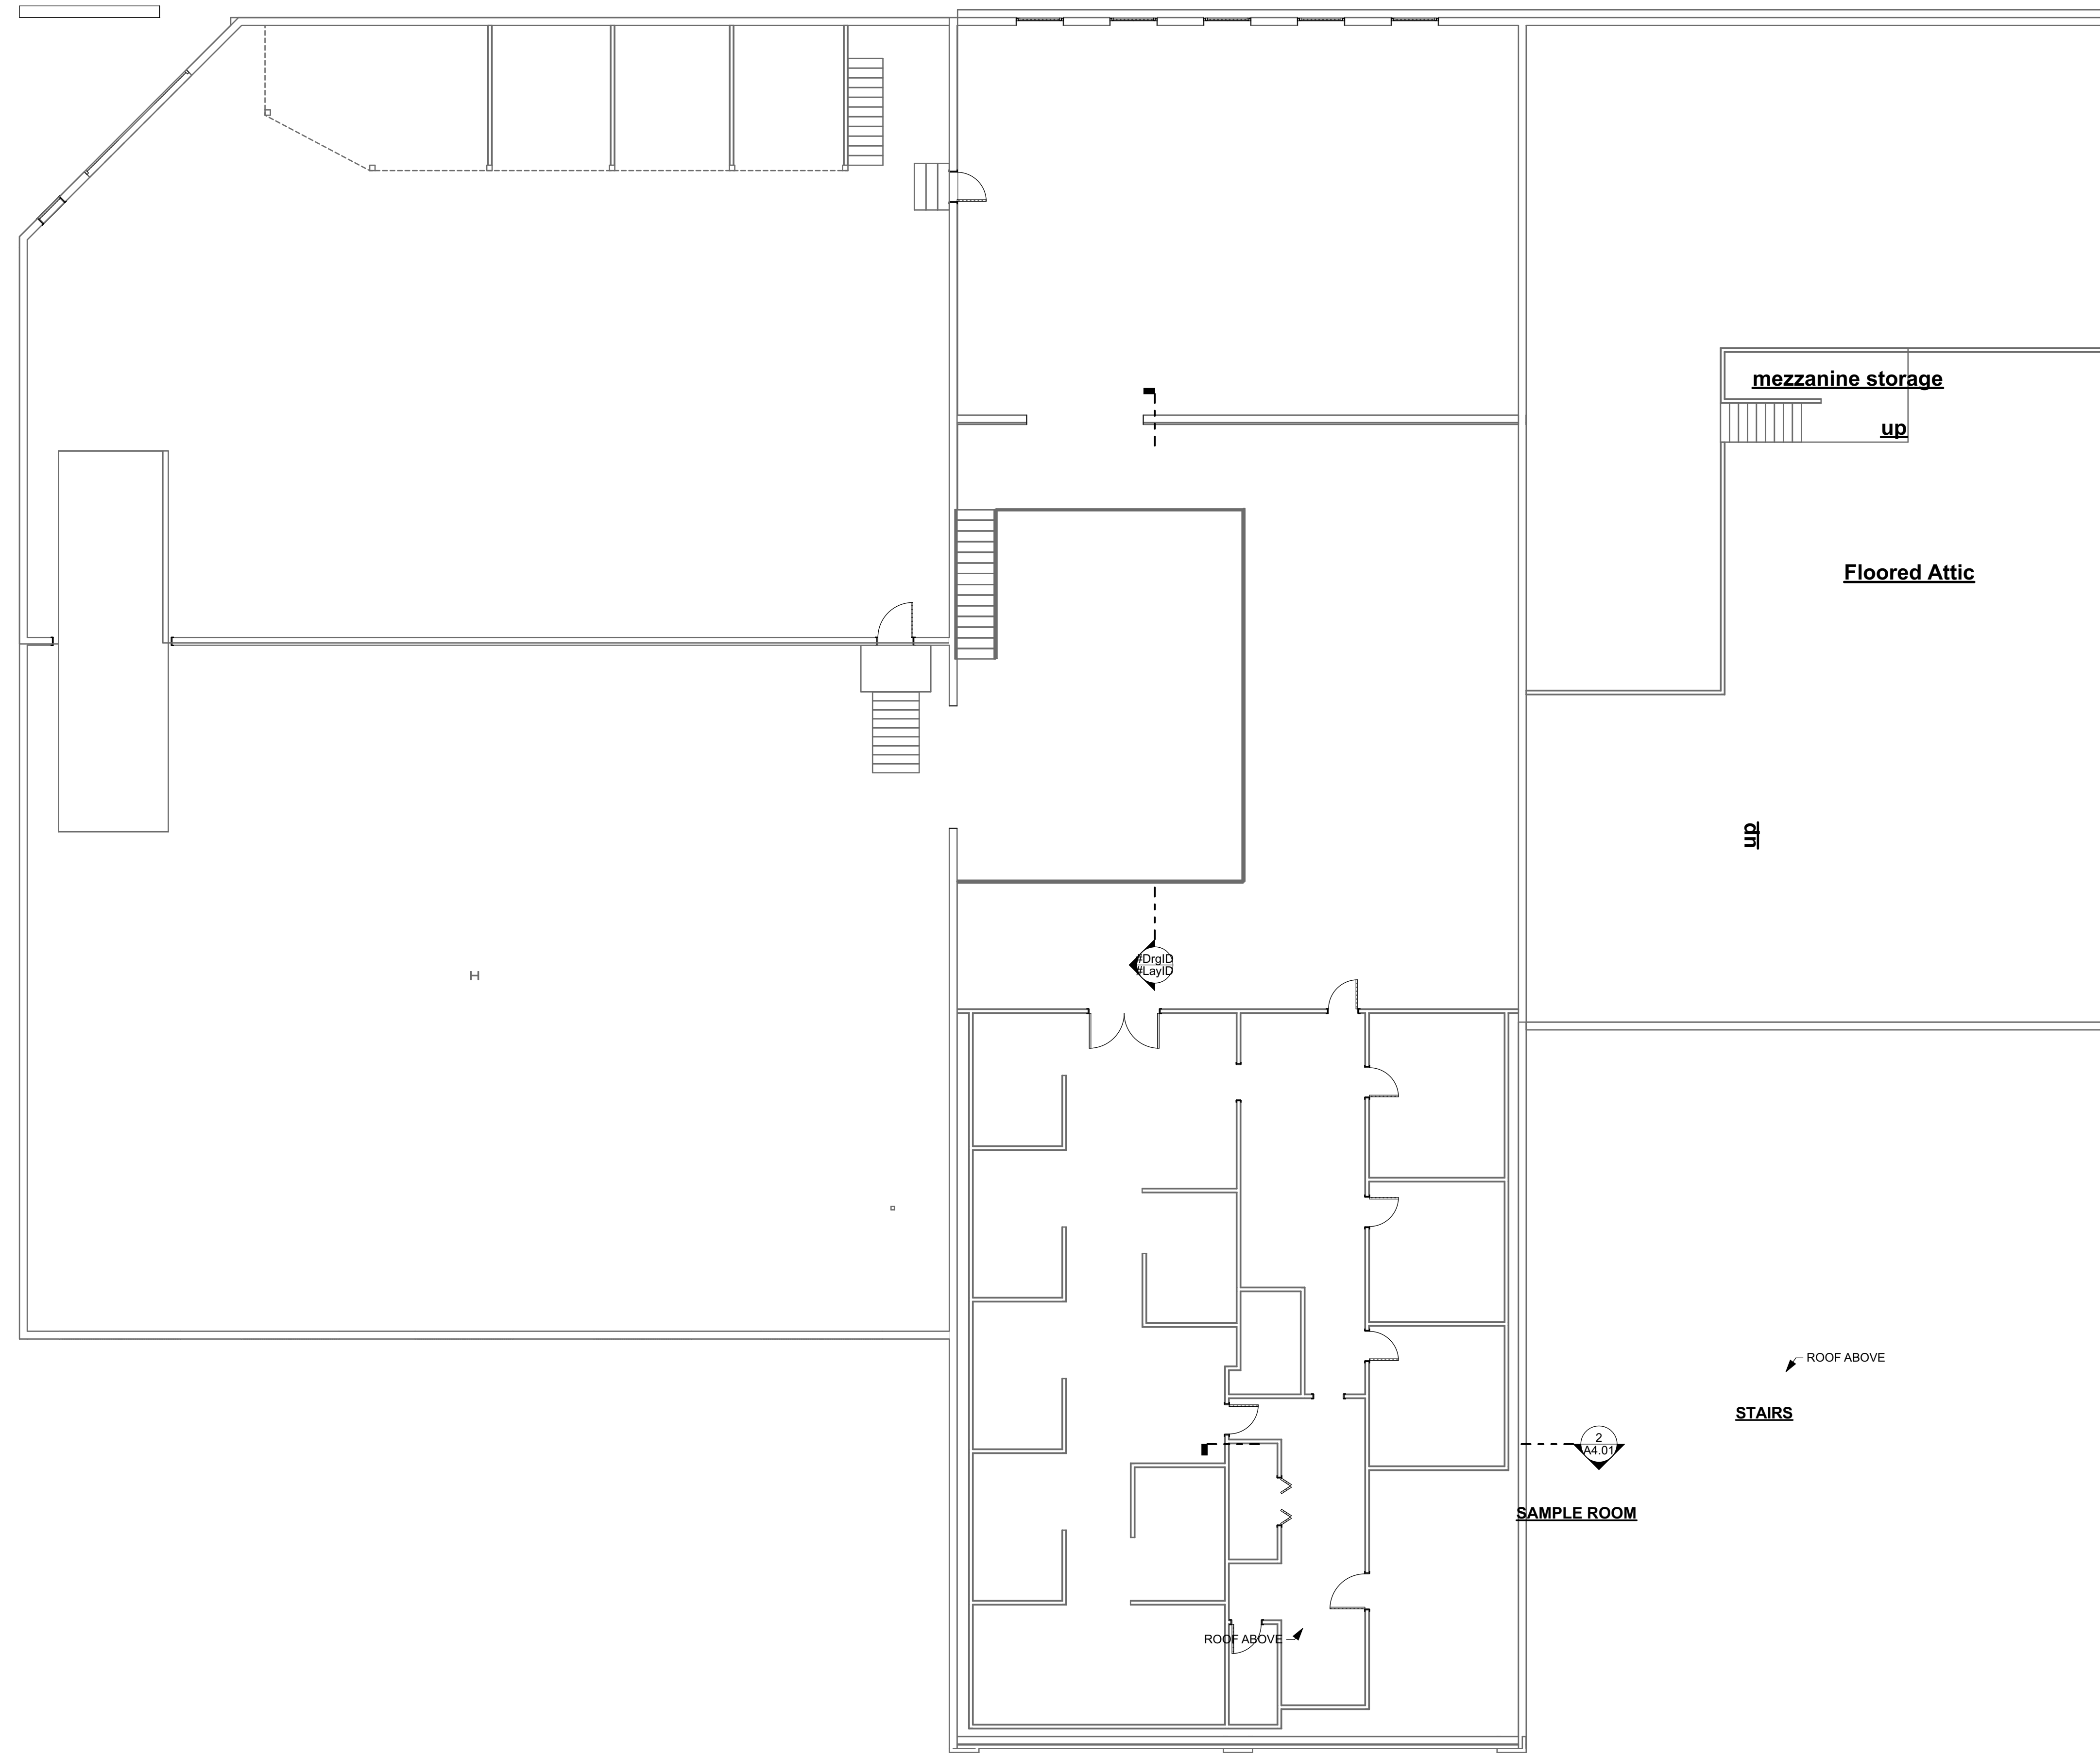 mezzanine storage
up
Floored Attic
up
#DrgID
#LayID
ROOF ABOVE
STAIRS
2
A4.01
SAMPLE ROOM
ROOF ABOVE